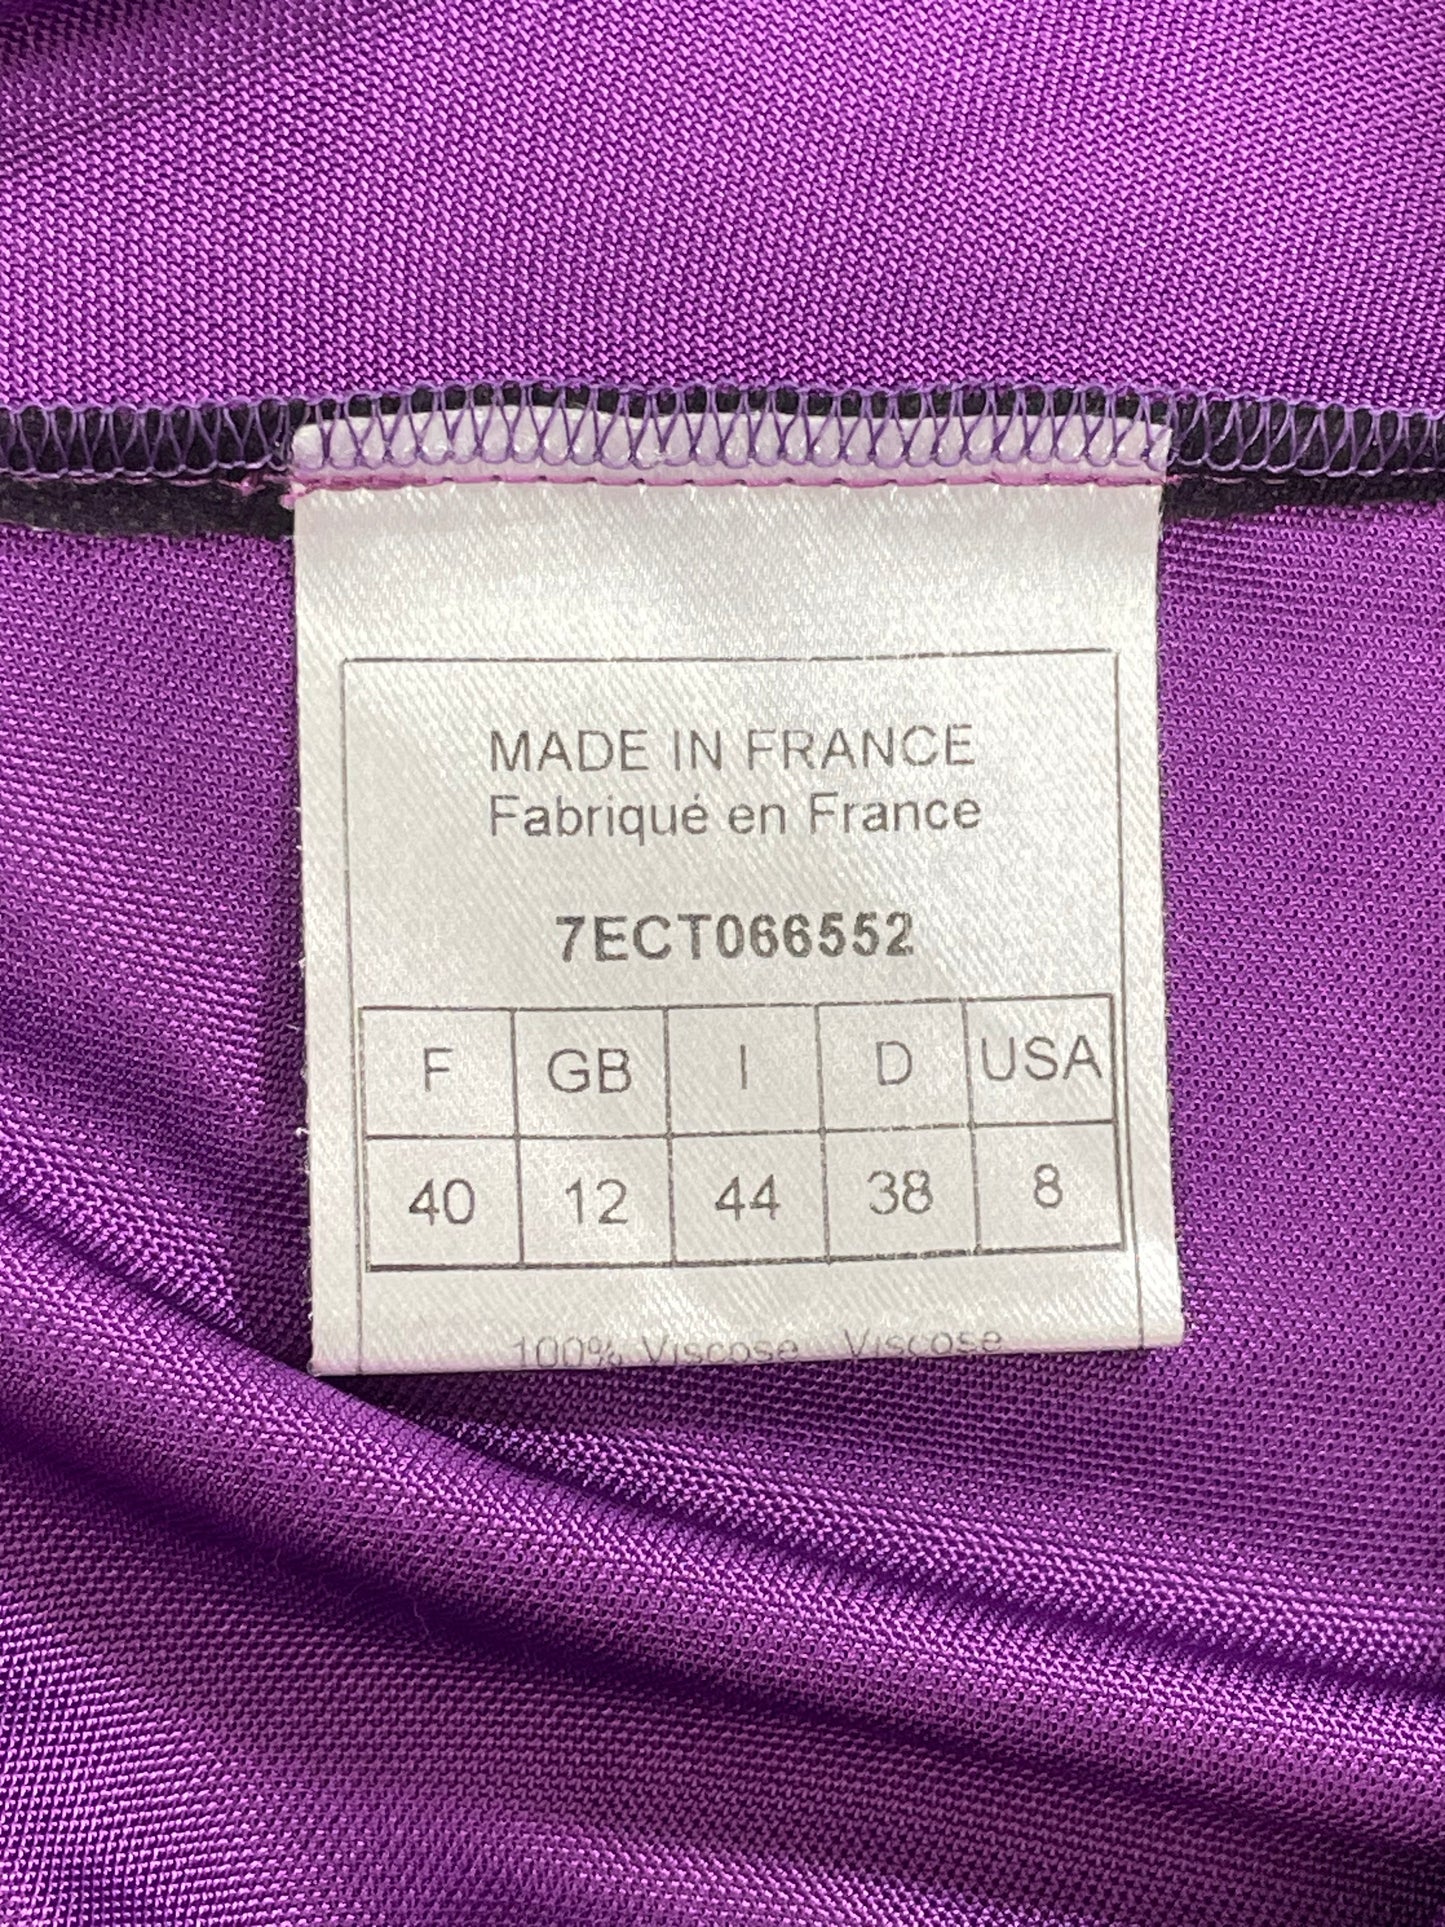 MADE IN FRANCE
Fabriqué en France
7ECT066552
F GB I D USA
40 12 44 38 8
100% Viscose Viscose